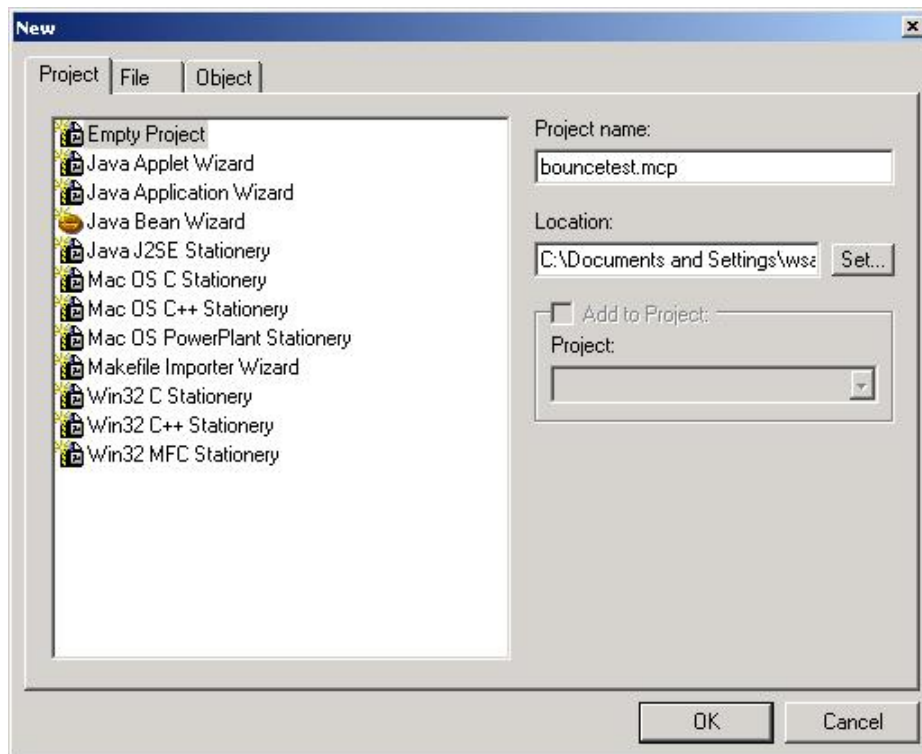 New
Project File Object
Empty Project
Java Applet Wizard
Java Application Wizard
Java Bean Wizard
Java J2SE Stationery
Mac OS C Stationery
Mac OS C++ Stationery
Mac OS PowerPlant Stationery
Makefile Importer Wizard
Win32 C Stationery
Win32 C++ Stationery
Win32 MFC Stationery
Project name:
bouncetest.mcp
Location:
C:\Documents and Settings\wsa Set...
Add to Project:
Project:
OK Cancel